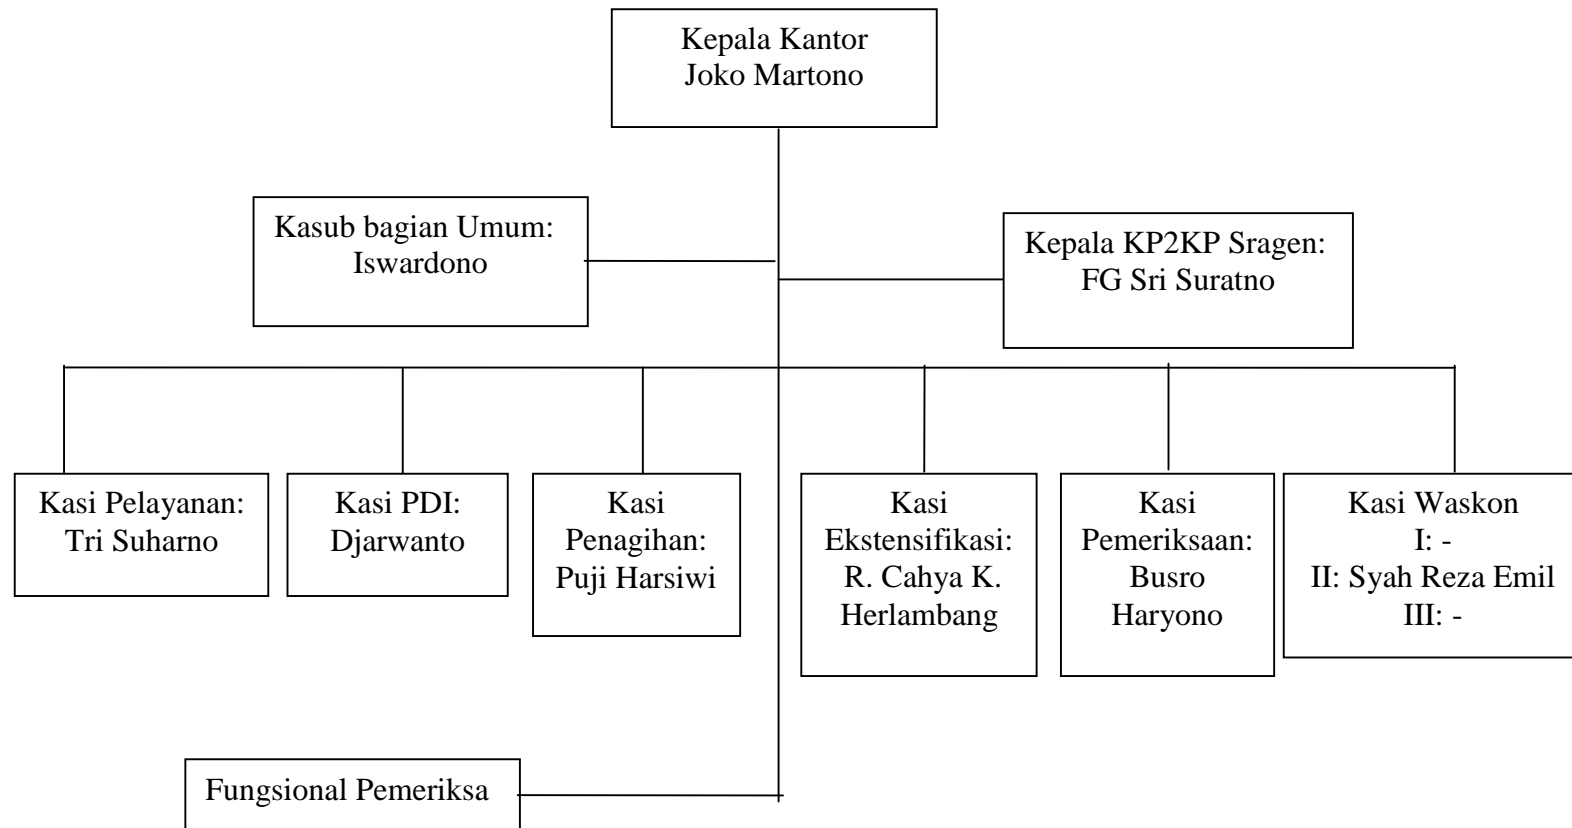 Kepala Kantor
Joko Martono
Kasub bagian Umum:
Iswardono
Kepala KP2KP Sragen:
FG Sri Suratno
Kasi Pelayanan:
Tri Suharno
Kasi PDI:
Djarwanto
Kasi
Penagihan:
Puji Harsiwi
Kasi
Ekstensifikasi:
R. Cahya K.
Herlambang
Kasi
Pemeriksaan:
Busro
Haryono
Kasi Waskon
I: -
II: Syah Reza Emil
III: -
Fungsional Pemeriksa